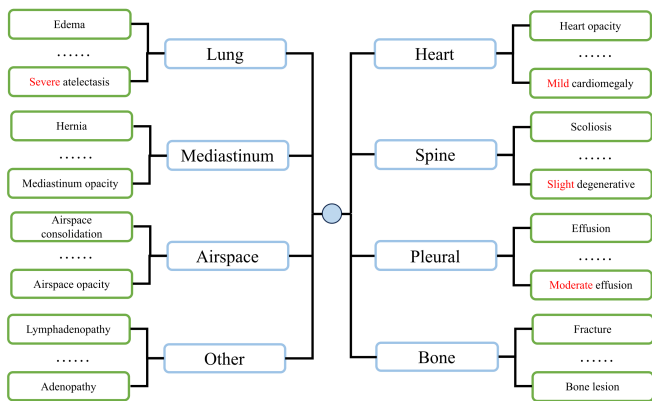 Edema
......
Severe atelectasis
Lung
Hernia
......
Mediastinum opacity
Mediastinum
Airspace
consolidation
......
Airspace opacity
Airspace
Lymphadenopathy
......
Adenopathy
Other
Heart
Heart opacity
......
Mild cardiomegaly
Spine
Scoliosis
......
Slight degenerative
Pleural
Effusion
......
Moderate effusion
Bone
Fracture
......
Bone lesion